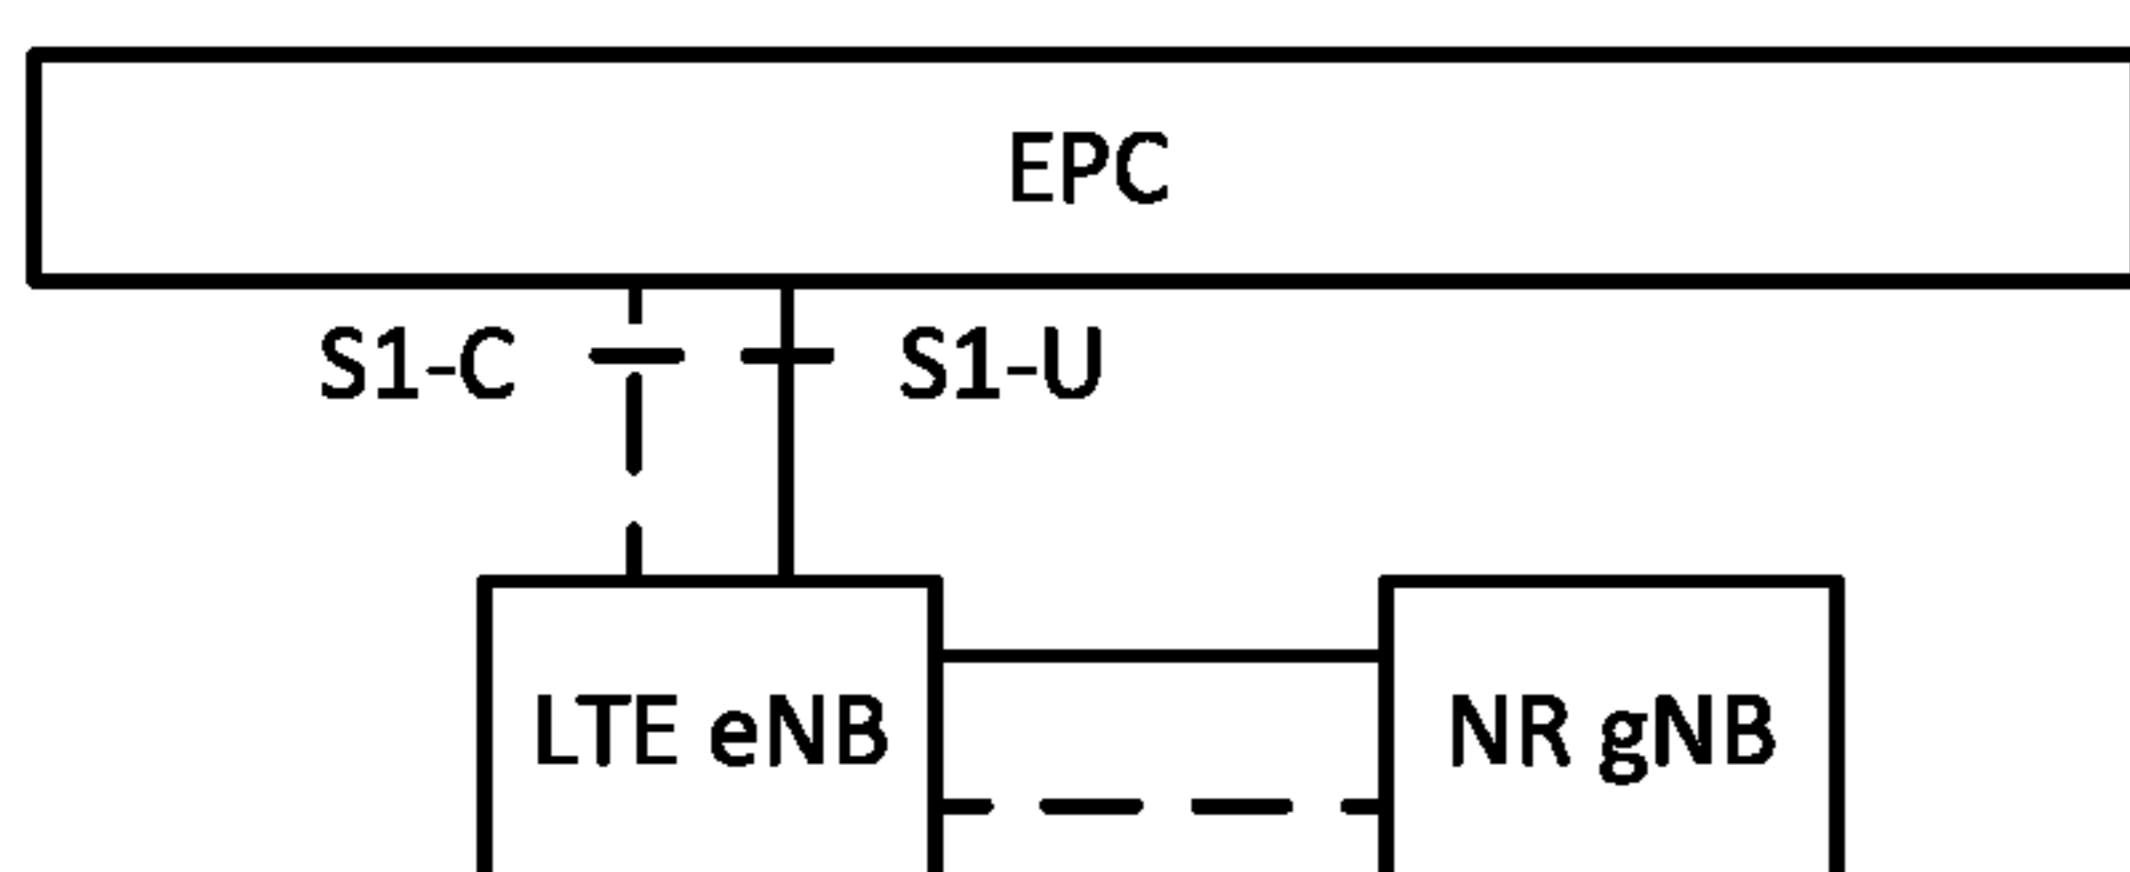 EPC
S1-C
S1-U
LTE eNB
NR gNB